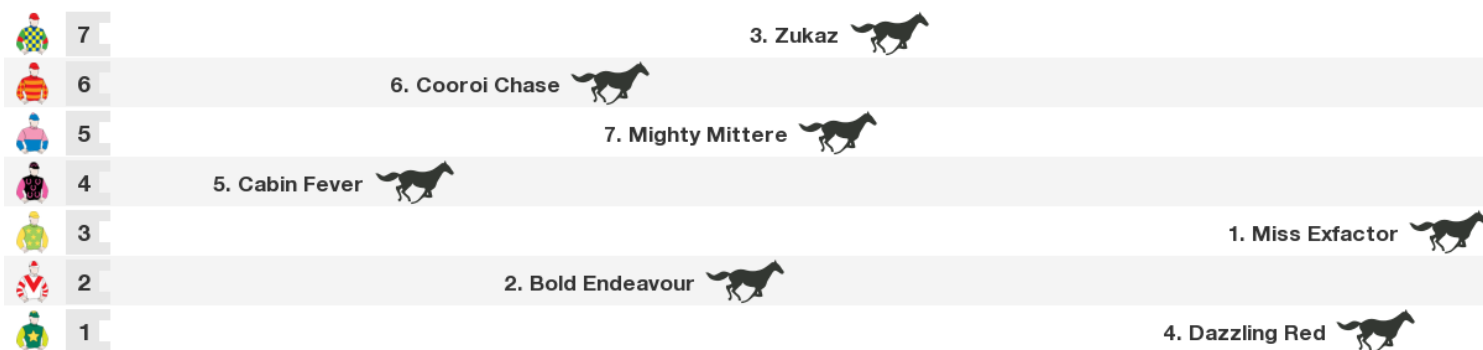 7 3. Zukaz
6 6. Cooroi Chase
5 7. Mighty Mittere
4 5. Cabin Fever
3 1. Miss Exfactor
2 2. Bold Endeavour
1 4. Dazzling Red